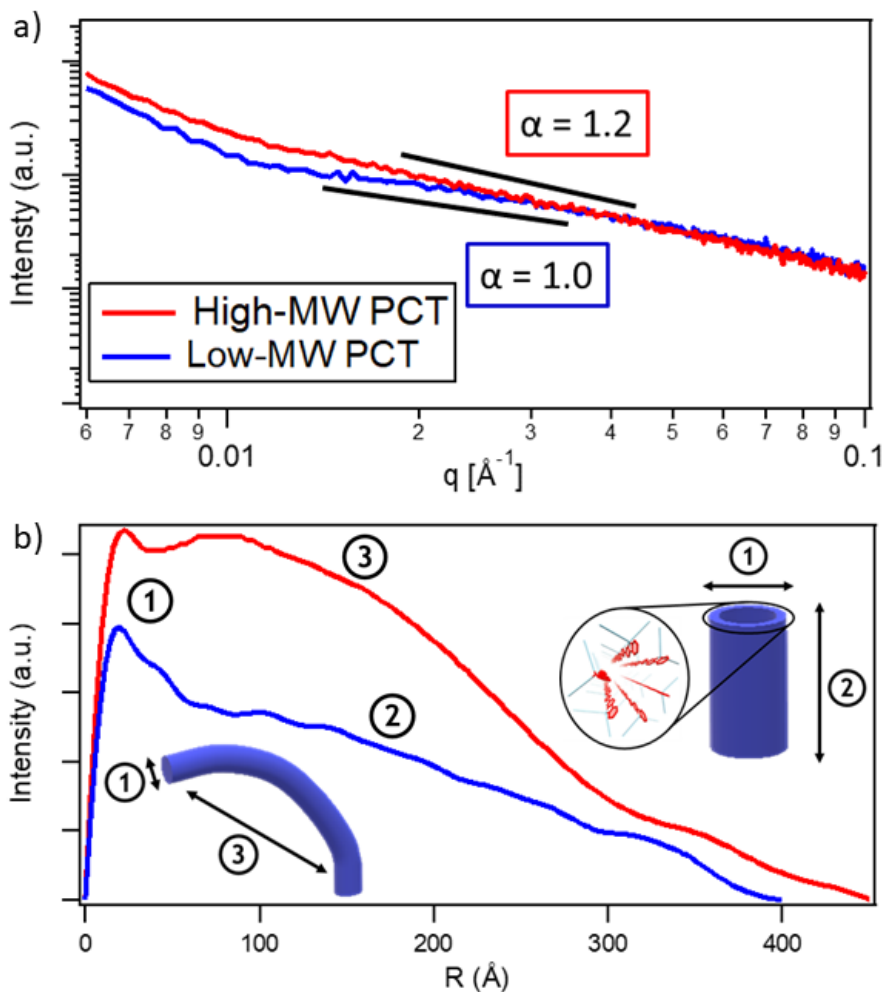 a)
Intensty (a.u.)
α = 1.2
α = 1.0
High-MW PCT
Low-MW PCT
6 7 8 9 0.01 2 3 4 5 6 7 8 9 0.1
q [Å⁻¹]
b)
Intensity (a.u.)
1
3
1
2
1
3
2
0 100 200 300 400
R (Å)